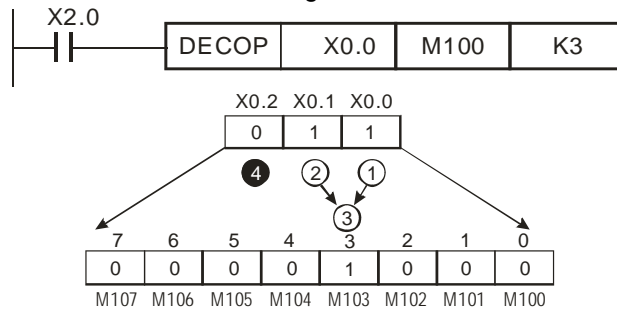 X2.0
DECOP X0.0 M100 K3
X0.2 X0.1 X0.0
0 1 1
4 2 1
3
7 6 5 4 3 2 1 0
0 0 0 0 1 0 0 0
M107 M106 M105 M104 M103 M102 M101 M100